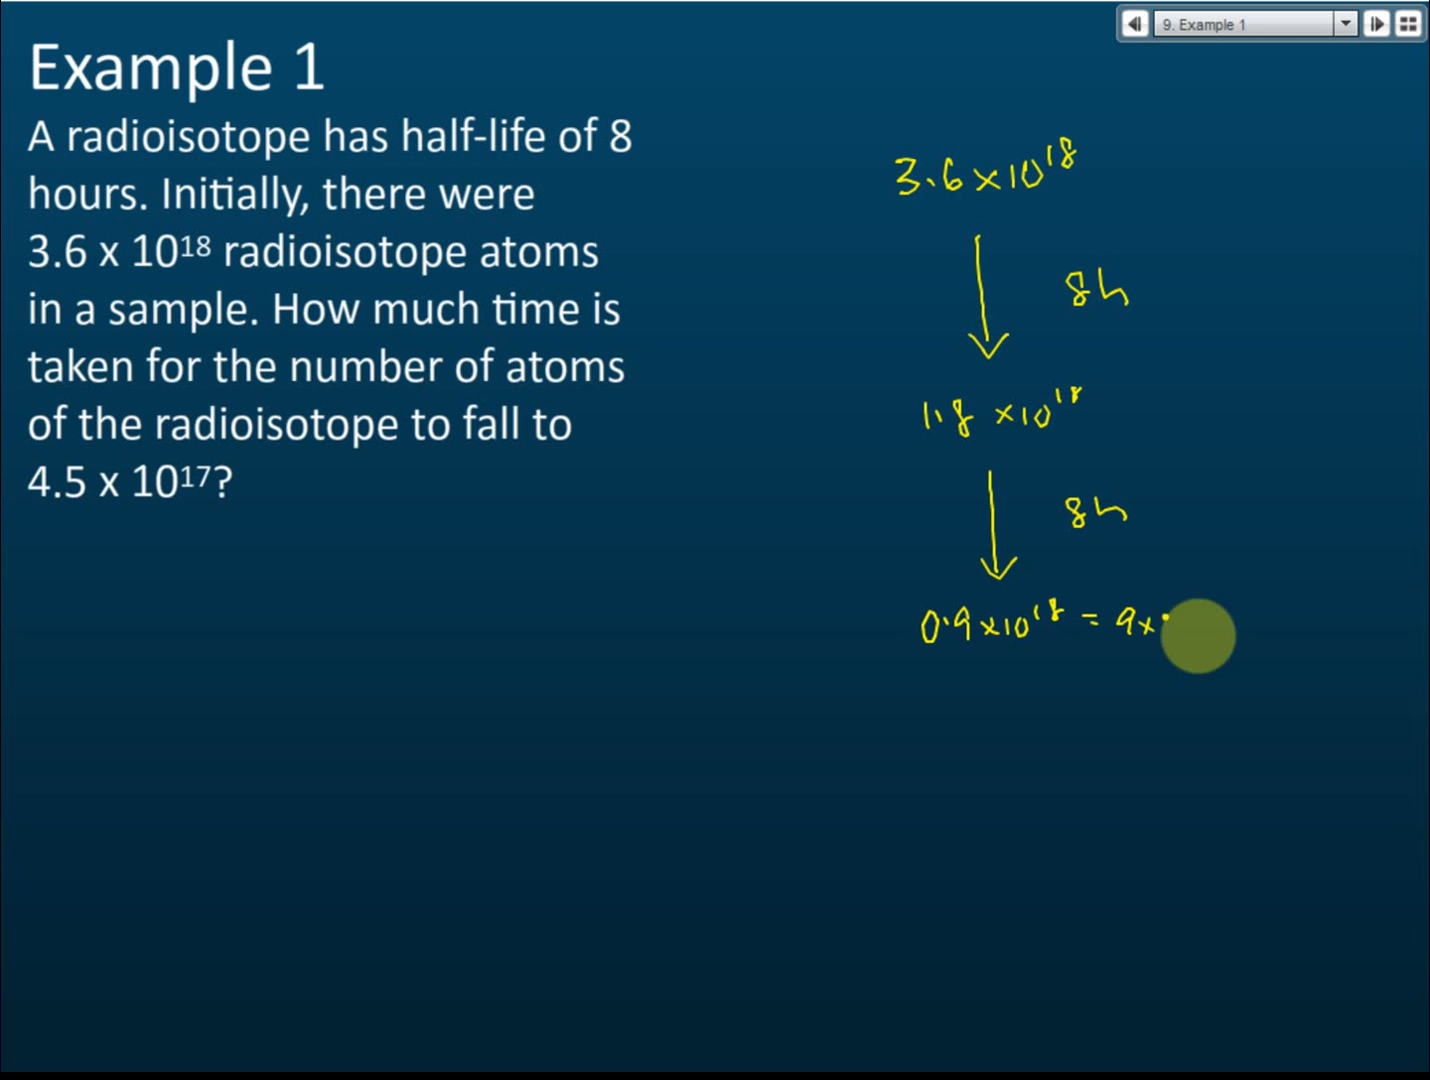 9. Example 1
Example 1
A radioisotope has half-life of 8
hours. Initially, there were
3.6 x 10¹⁸ radioisotope atoms
in a sample. How much time is
taken for the number of atoms
of the radioisotope to fall to
4.5 x 10¹⁷?
3.6 × 10¹⁸
8h
1.8 × 10¹⁸
8h
0.9 × 10¹⁸ = 9 ×